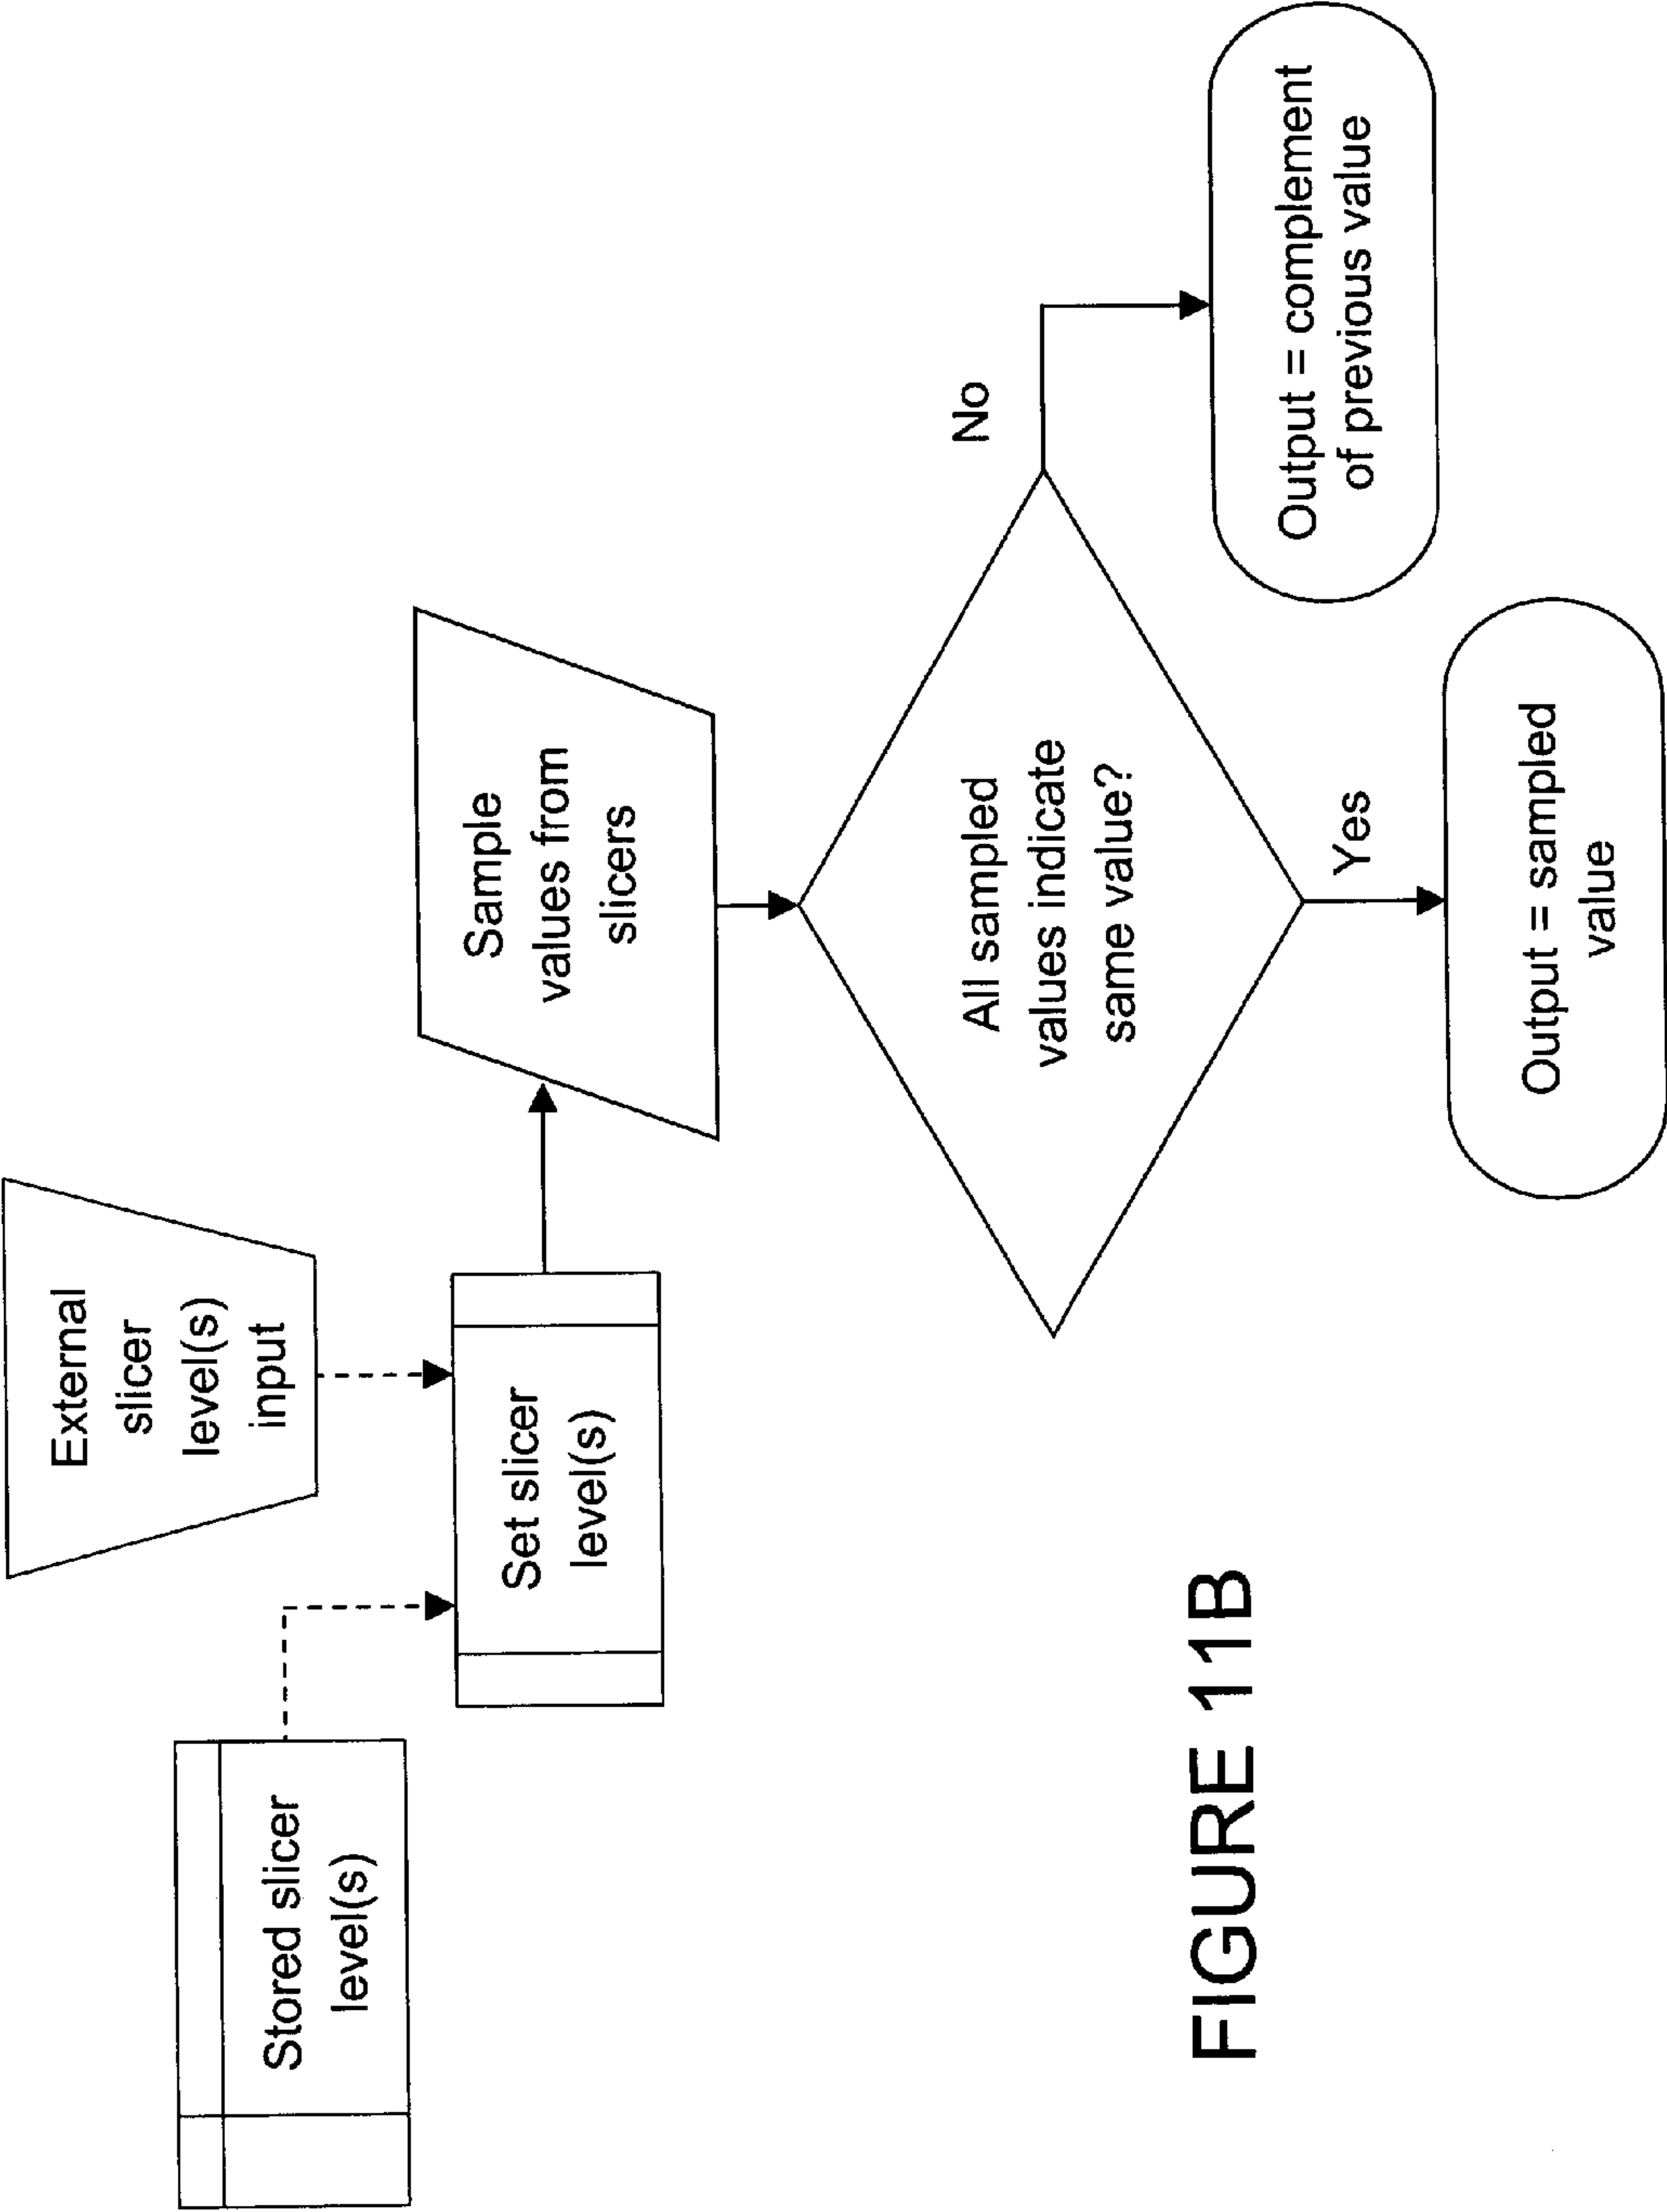 External
slicer
level(s)
input
Stored slicer
level(s)
Set slicer
level(s)
Sample
values from
slicers
All sampled
values indicate
same value?
No
Yes
Output = complement
of previous value
Output = sampled
value
FIGURE 11B